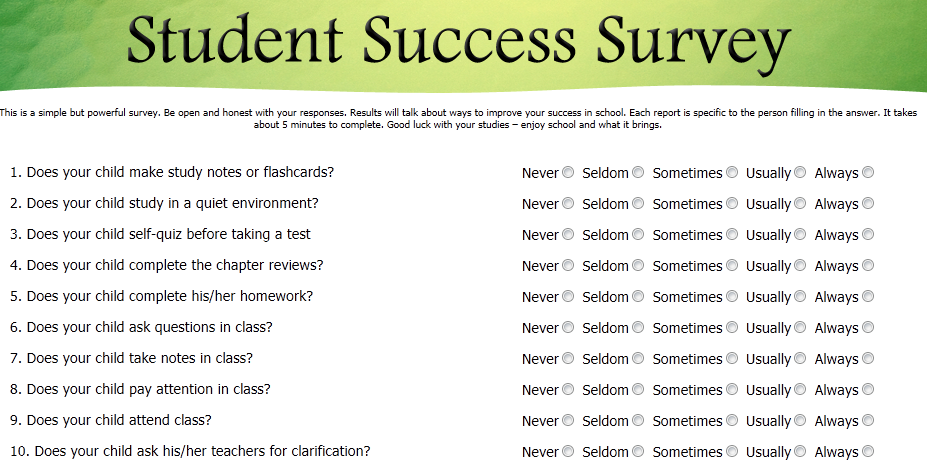 Student Success Survey
This is a simple but powerful survey. Be open and honest with your responses. Results will talk about ways to improve your success in school. Each report is specific to the person filling in the answer. It takes
about 5 minutes to complete. Good luck with your studies – enjoy school and what it brings.
1. Does your child make study notes or flashcards? Never Seldom Sometimes Usually Always
2. Does your child study in a quiet environment? Never Seldom Sometimes Usually Always
3. Does your child self-quiz before taking a test Never Seldom Sometimes Usually Always
4. Does your child complete the chapter reviews? Never Seldom Sometimes Usually Always
5. Does your child complete his/her homework? Never Seldom Sometimes Usually Always
6. Does your child ask questions in class? Never Seldom Sometimes Usually Always
7. Does your child take notes in class? Never Seldom Sometimes Usually Always
8. Does your child pay attention in class? Never Seldom Sometimes Usually Always
9. Does your child attend class? Never Seldom Sometimes Usually Always
10. Does your child ask his/her teachers for clarification? Never Seldom Sometimes Usually Always